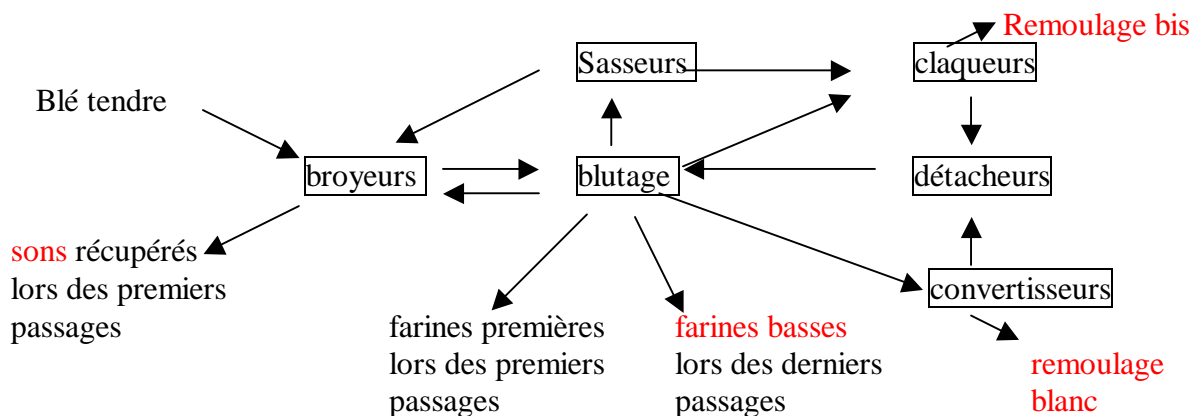 Remoulage bis
Sasseurs
claqueurs
Blé tendre
broyeurs
blutage
détacheurs
sons récupérés
lors des premiers
passages
convertisseurs
farines premières
lors des premiers
passages
farines basses
lors des derniers
passages
remoulage
blanc